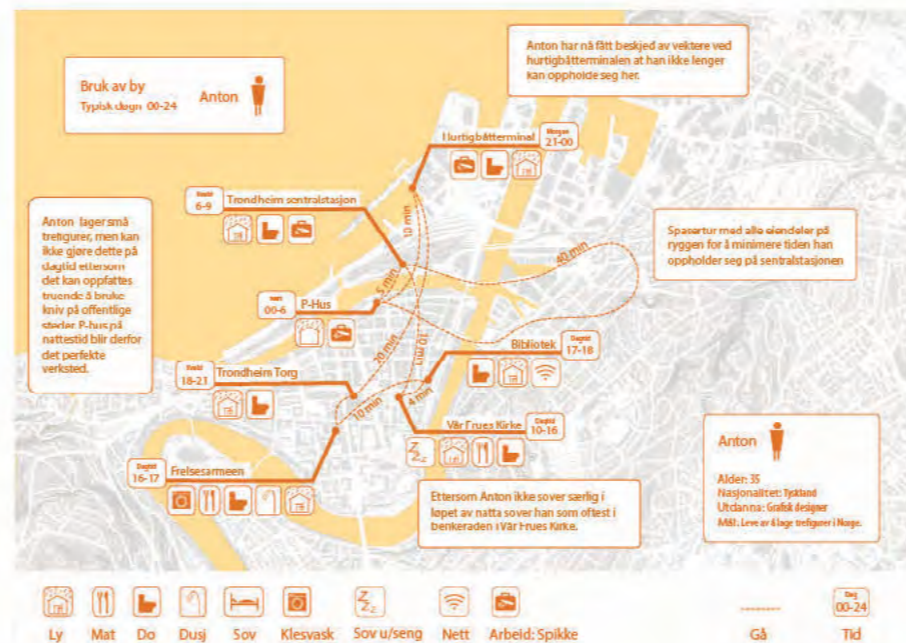 Bruk av by
Typisk døgn 00-24
Anton
Anton har nå fått beskjed av vektere ved
hurtigbåtterminalen at han ikke lenger
kan oppholde seg her.
Hurtigbåtterminal
Morgen
21-00
Kveld
6-9
Trondheim sentralstasjon
Anton lager små
trefigurer, men kan
ikke gjøre dette på
dagtid ettersom
det kan oppfattes
truende å bruke
kniv på offentlige
steder. P-hus på
nattestid blir derfor
det perfekte
verksted.
10 min
40 min
Spasertur med alle eiendeler på
ryggen for å minimere tiden han
oppholder seg på sentralstasjonen
5 min
00-6
P-Hus
20 min
10 min
Bibliotek
Dagtid
17-18
Kveld
18-21
Trondheim Torg
10 min
4 min
Vår Frues Kirke
Dagtid
10-16
Dagtid
16-17
Frelsesarmeen
Ettersom Anton ikke sover særlig i
løpet av natta sover han som oftest i
benkeraden i Vår Frues Kirke.
Anton
Alder: 35
Nasjonalitet: Tyskland
Utdanna: Grafisk designer
Mål: Leve av å lage trefigurer i Norge.
Ly
Mat
Do
Dusj
Sov
Klesvask
Sov u/seng
Nett
Arbeid: Spikke
Gå
Dag
00-24
Tid